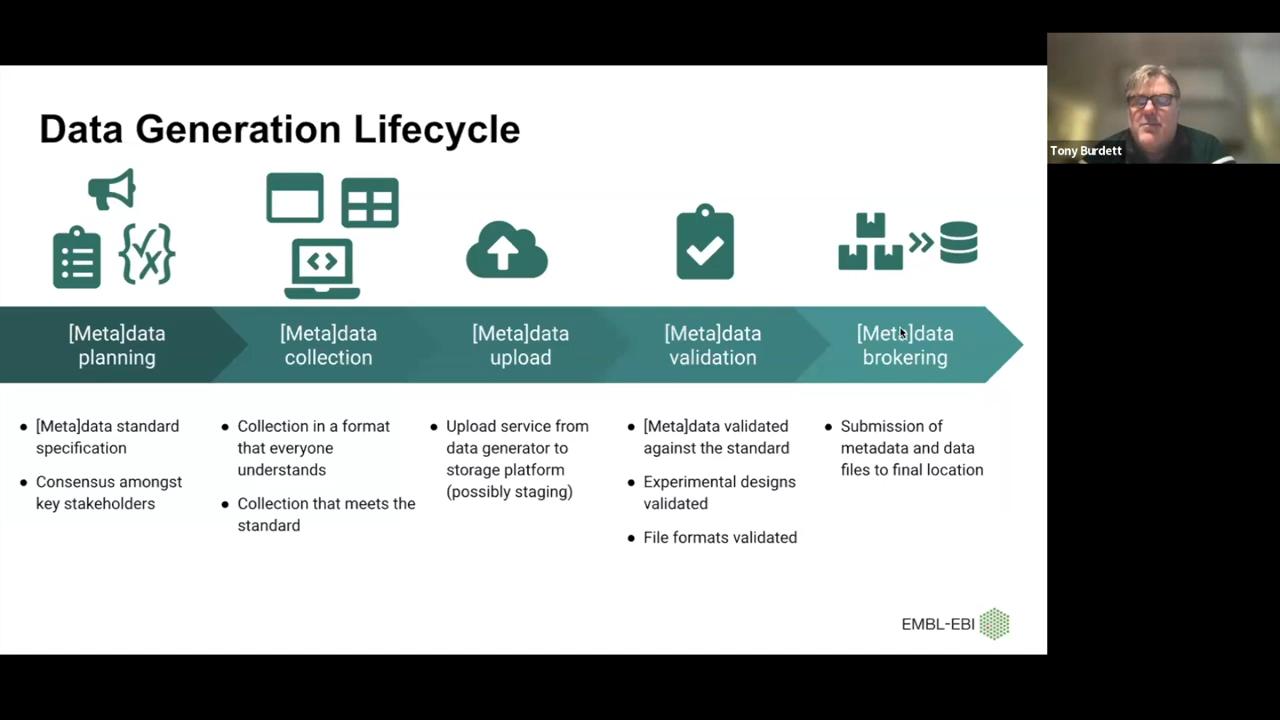 Data Generation Lifecycle
[Meta]data
planning
[Meta]data
collection
[Meta]data
upload
[Meta]data
validation
[Meta]data
brokering
● [Meta]data standard
specification
● Consensus amongst
key stakeholders
● Collection in a format
that everyone
understands
● Collection that meets the
standard
● Upload service from
data generator to
storage platform
(possibly staging)
● [Meta]data validated
against the standard
● Experimental designs
validated
● File formats validated
● Submission of
metadata and data
files to final location
EMBL-EBI
Tony Burdett